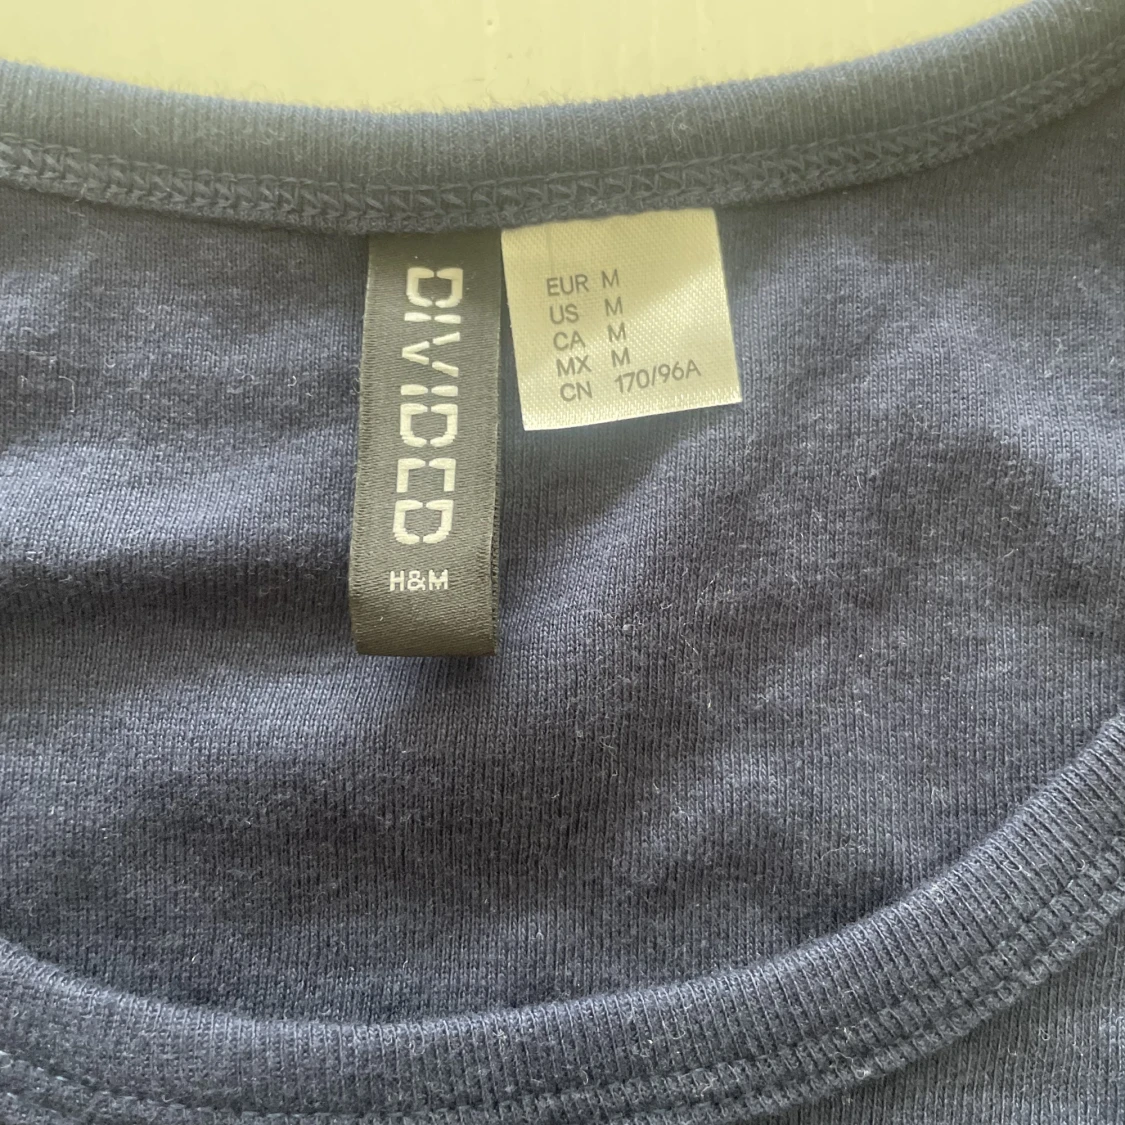 DIVIDED
H&M
EUR M
US M
CA M
MX M
CN 170/96A